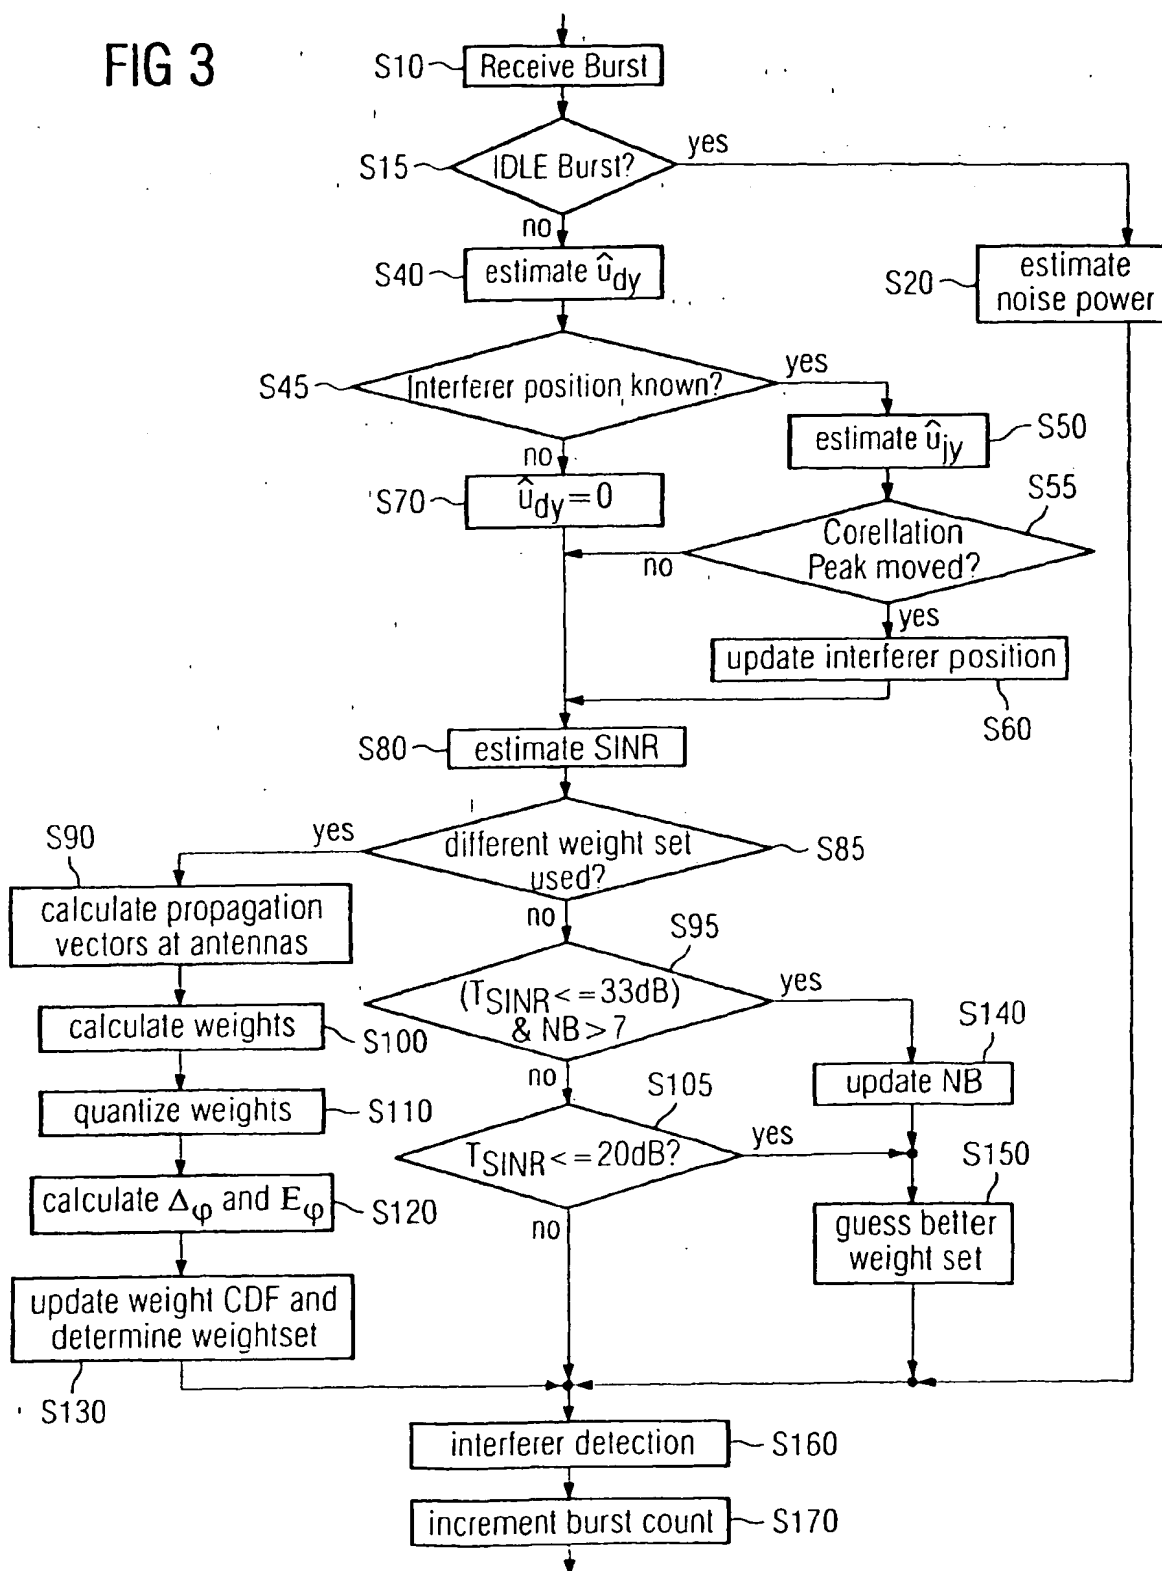 FIG 3
S10
Receive Burst
S15
IDLE Burst?
yes
no
S40
estimate û_dy
S20
estimate
noise power
S45
Interferer position known?
yes
no
estimate û_jy
S50
S70
û_dy=0
S55
Corellation
Peak moved?
no
yes
update interferer position
S60
S80
estimate SINR
S90
yes
different weight set
used?
S85
no
calculate propagation
vectors at antennas
S95
(T_SINR<=33dB)
& NB>7
yes
no
calculate weights
S100
S140
update NB
quantize weights
S110
S105
T_SINR<=20dB?
yes
no
S150
guess better
weight set
calculate Δ_φ and E_φ
S120
update weight CDF and
determine weightset
S130
interferer detection
S160
increment burst count
S170